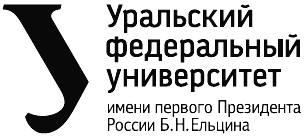 Уральский
федеральный
университет
имени первого Президента
России Б.Н.Ельцина